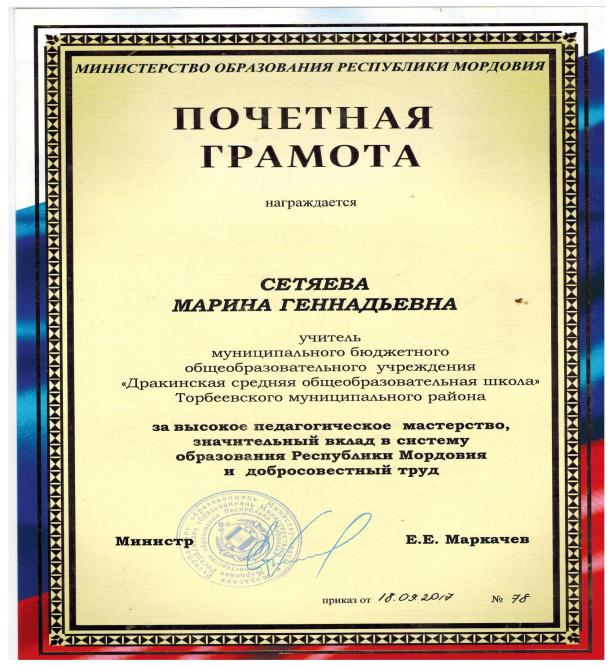 МИНИСТЕРСТВО ОБРАЗОВАНИЯ РЕСПУБЛИКИ МОРДОВИЯ
ПОЧЕТНАЯ
ГРАМОТА
награждается
СЕТЯЕВА
МАРИНА ГЕННАДЬЕВНА
учитель
муниципального бюджетного
общеобразовательного учреждения
«Дракинская средняя общеобразовательная школа»
Торбеевского муниципального района
за высокое педагогическое мастерство,
значительный вклад в систему
образования Республики Мордовия
и добросовестный труд
Министр Е.Е. Маркачев
приказ от 18.09.2017 № 78